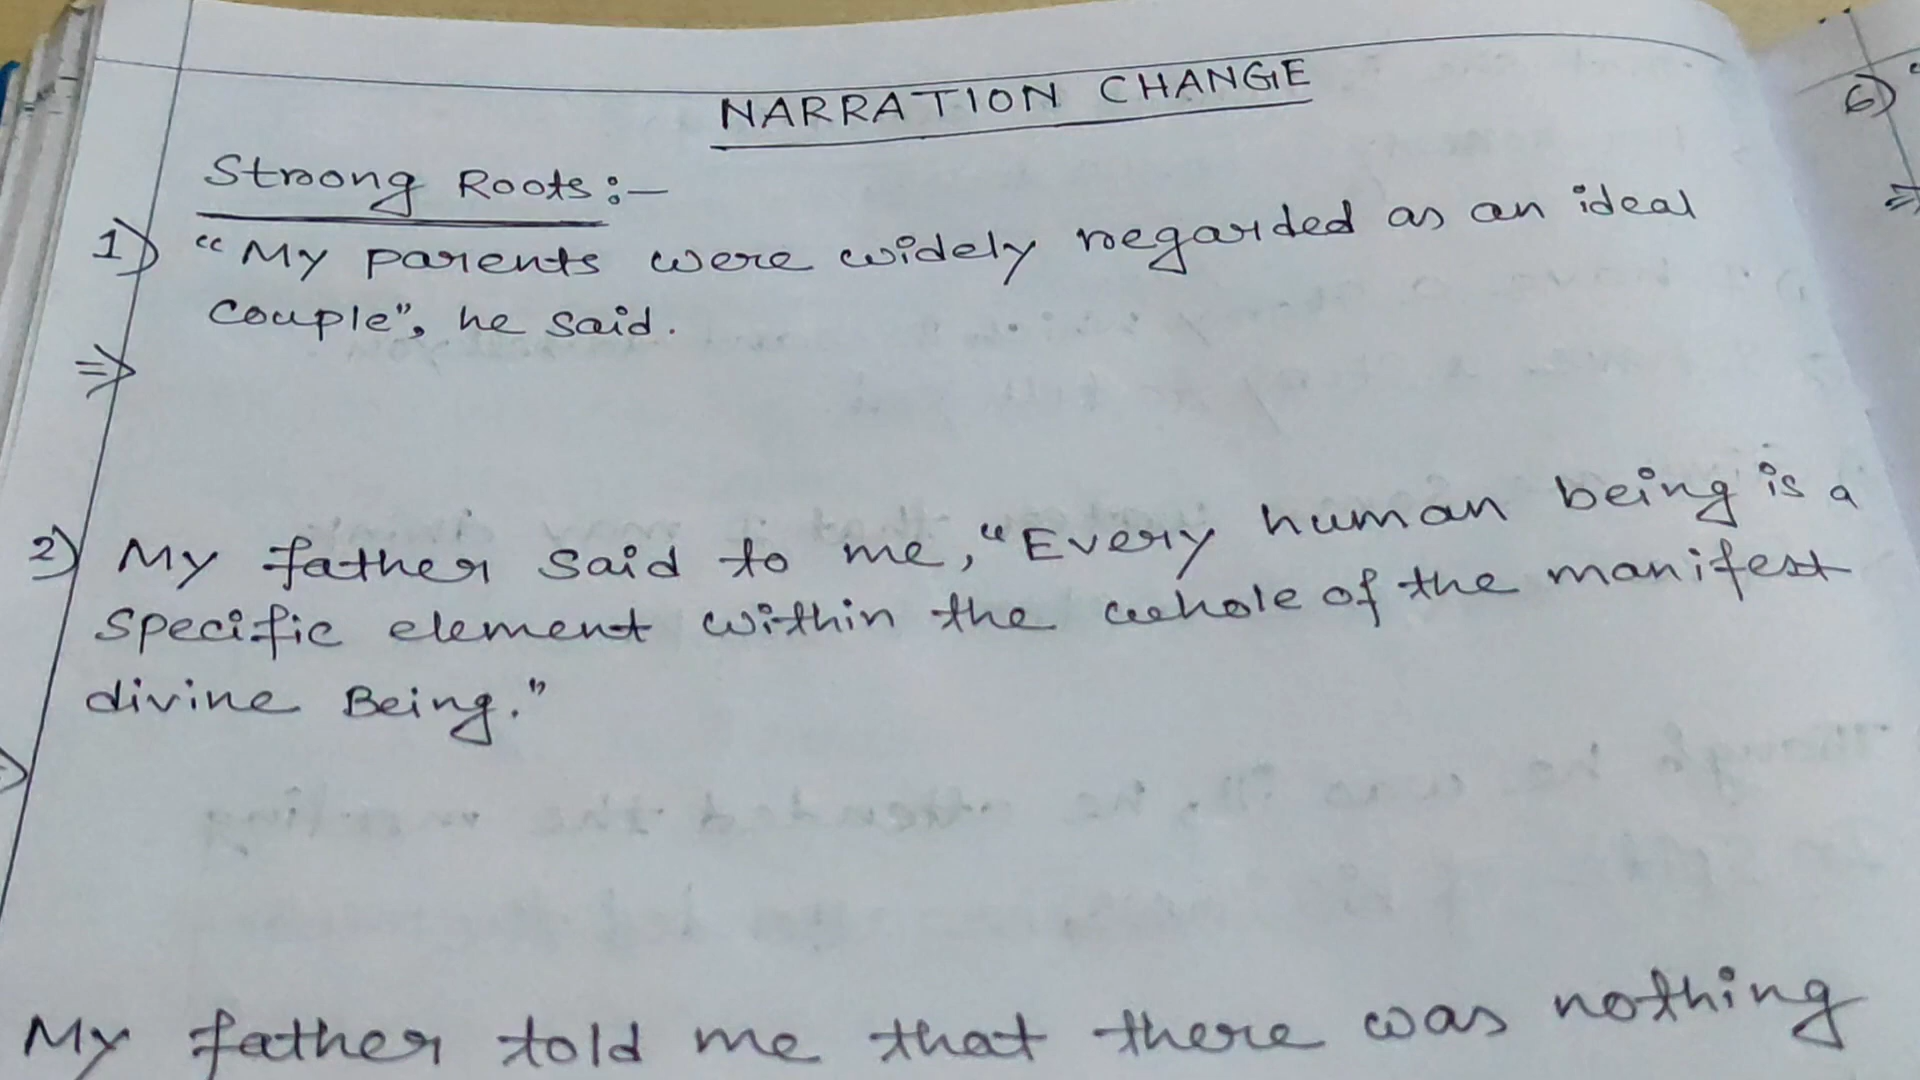 NARRATION CHANGE
Strong Roots:-
1) "My parents were widely regarded as an ideal
couple", he said.
⇒
2) My father said to me, "Every human being is a
specific element within the whole of the manifest
divine Being."
My father told me that there was nothing
6)